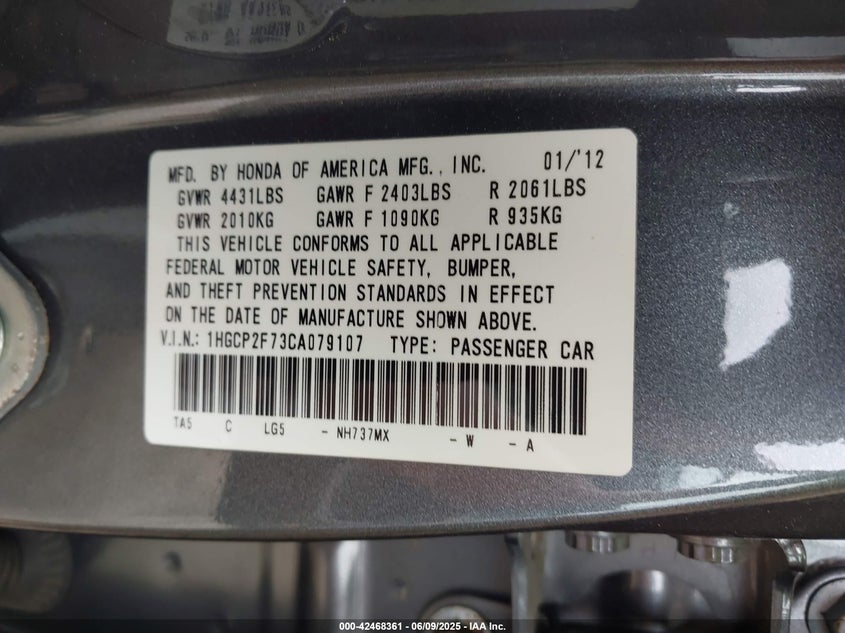 MFD. BY HONDA OF AMERICA MFG., INC. 01/'12
GVWR 4431LBS GAWR F 2403LBS R 2061LBS
GVWR 2010KG GAWR F 1090KG R 935KG
THIS VEHICLE CONFORMS TO ALL APPLICABLE
FEDERAL MOTOR VEHICLE SAFETY, BUMPER,
AND THEFT PREVENTION STANDARDS IN EFFECT
ON THE DATE OF MANUFACTURE SHOWN ABOVE.
V.I.N.: 1HGCP2F73CA079107 TYPE: PASSENGER CAR
TA5 C LG5 - NH737MX - W - A
000-42468361 | 06/09/2025 - IAA Inc.